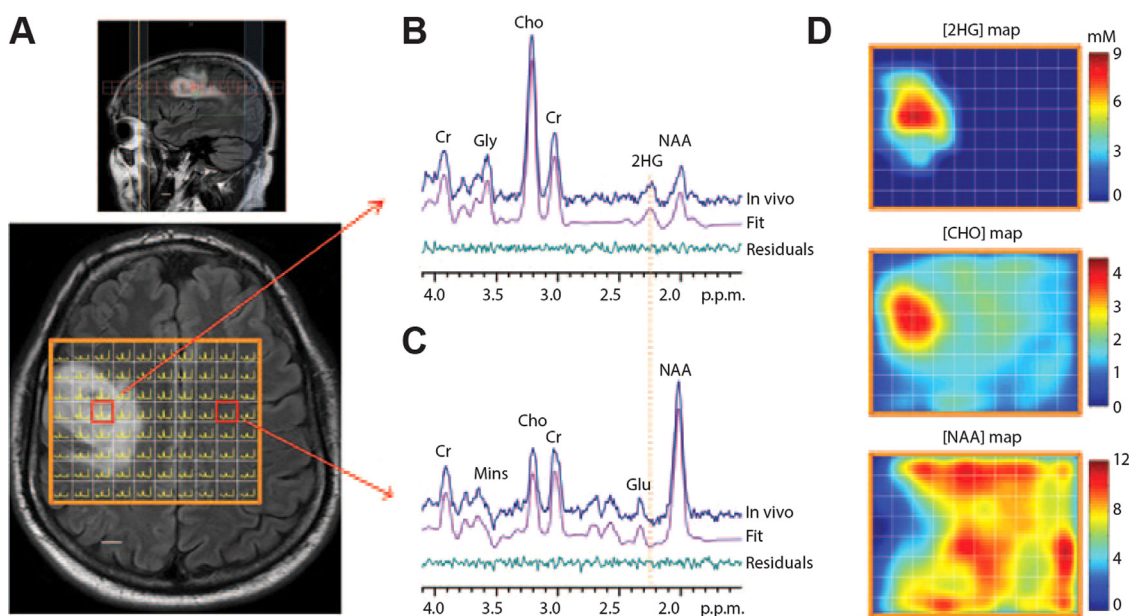 A
B
Cho
Cr
Gly
Cr
2HG
NAA
In vivo
Fit
Residuals
4.0 3.5 3.0 2.5 2.0 p.p.m.
C
NAA
Cho
Cr
Cr
Mins
Glu
In vivo
Fit
Residuals
4.0 3.5 3.0 2.5 2.0 p.p.m.
D
[2HG] map
mM
9
6
3
0
[CHO] map
4
3
2
1
0
[NAA] map
12
8
4
0